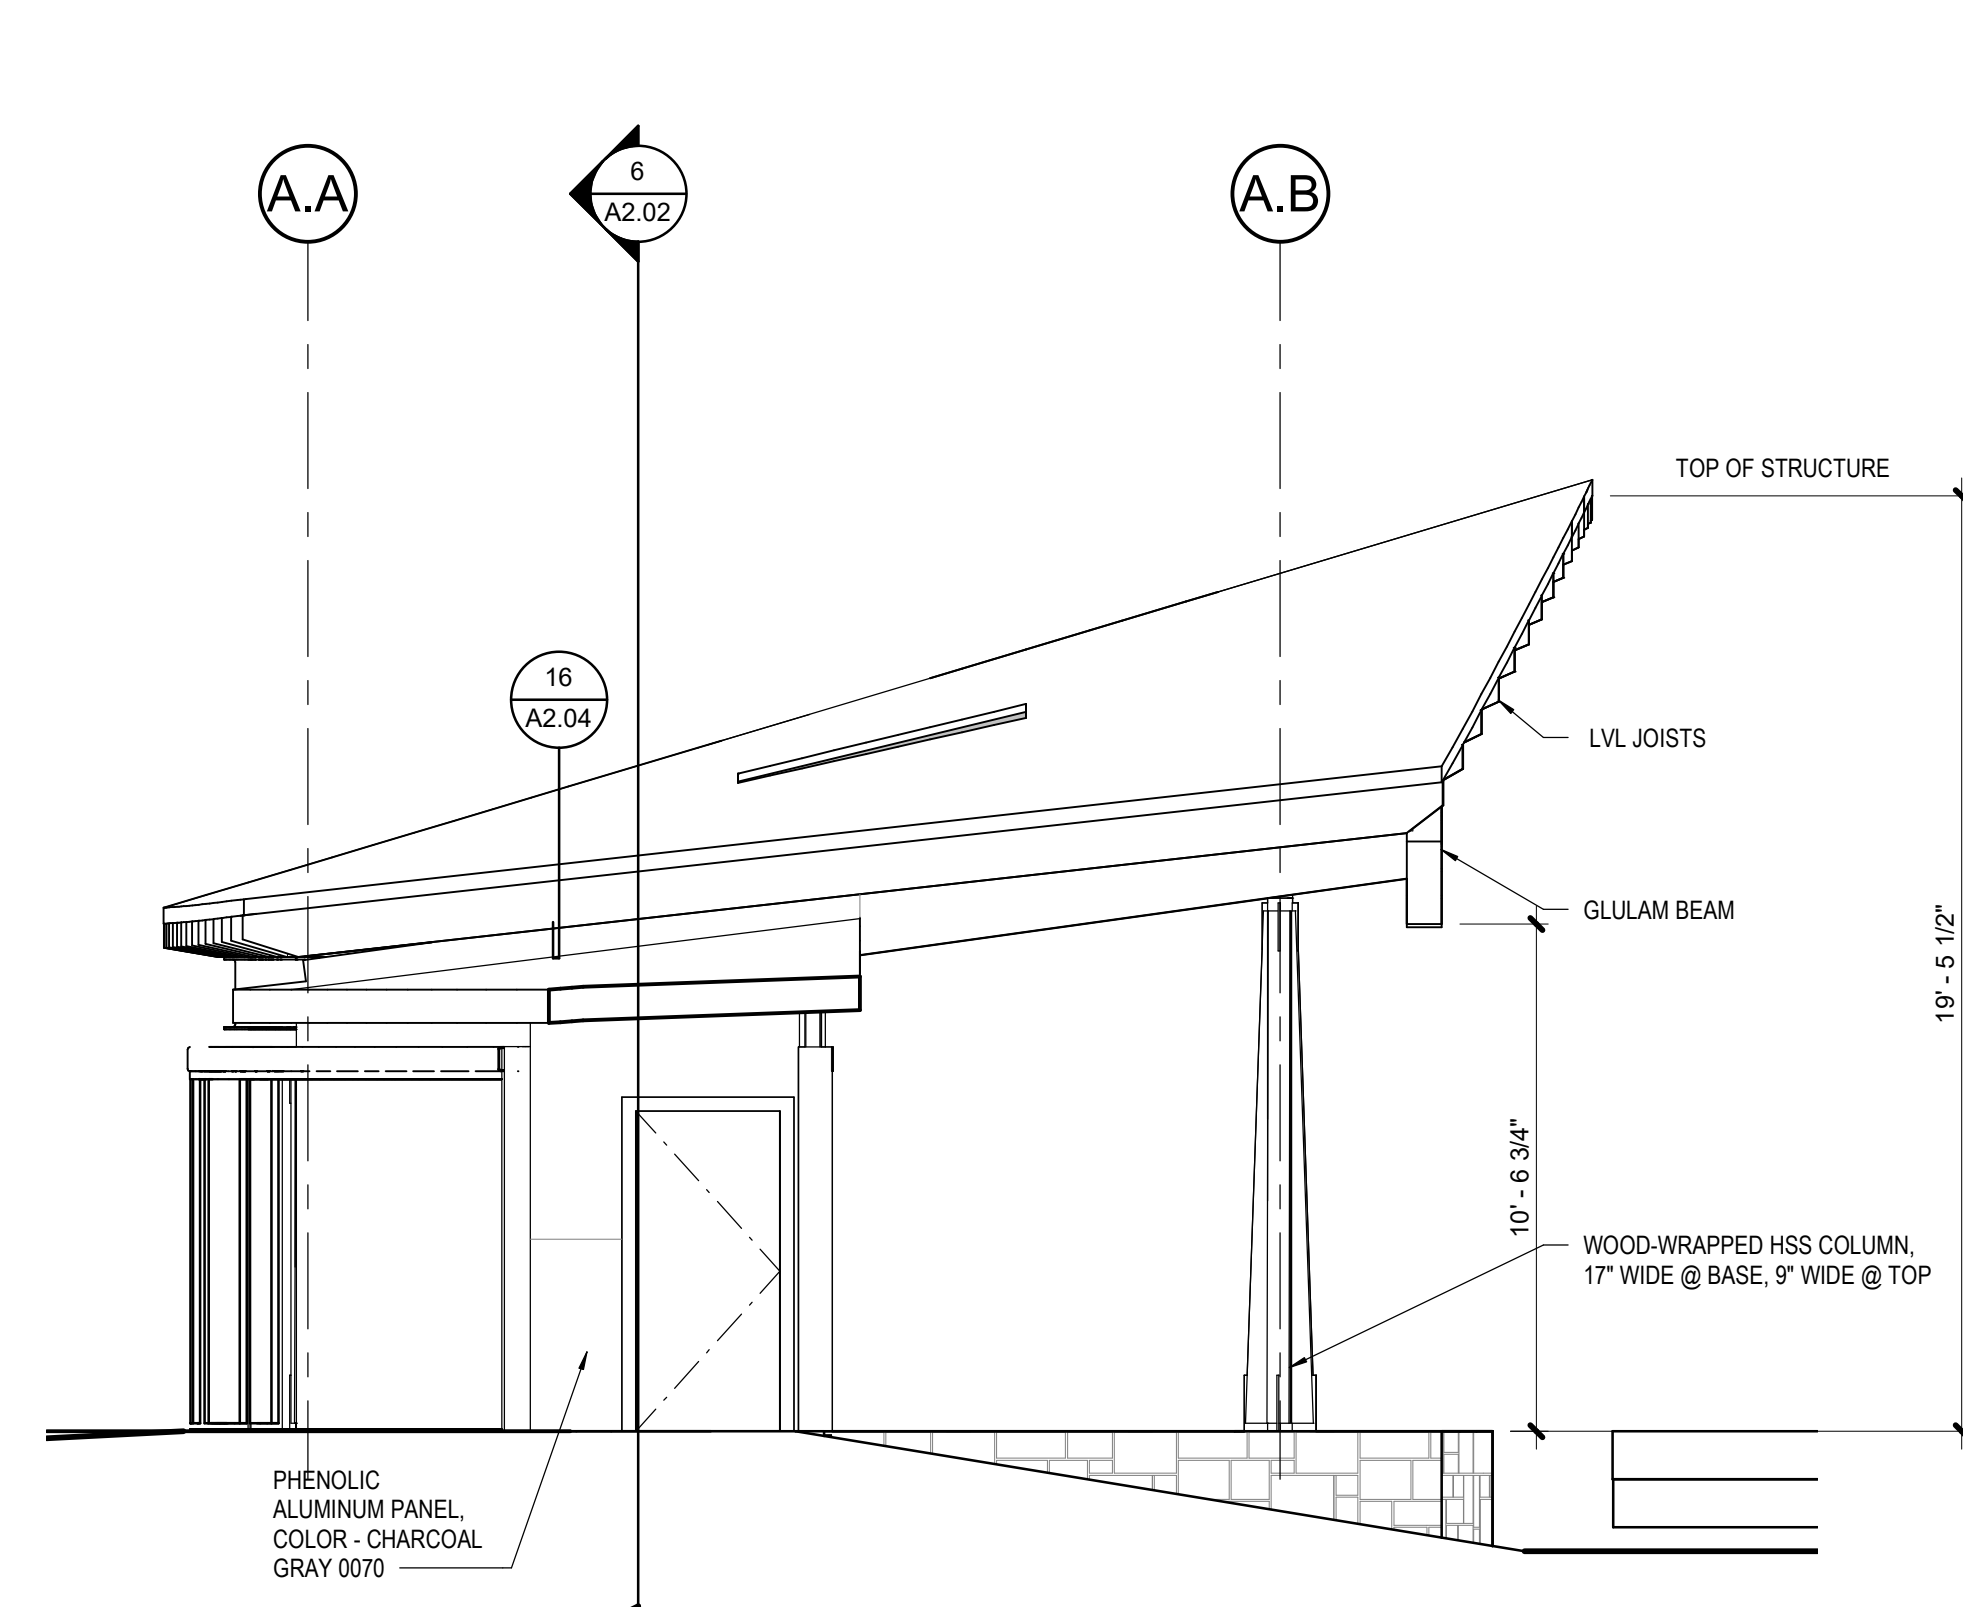 A.A
6
A2.02
A.B
TOP OF STRUCTURE
16
A2.04
LVL JOISTS
GLULAM BEAM
19' - 5 1/2"
10' - 6 3/4"
WOOD-WRAPPED HSS COLUMN,
17" WIDE @ BASE, 9" WIDE @ TOP
PHENOLIC
ALUMINUM PANEL,
COLOR - CHARCOAL
GRAY 0070